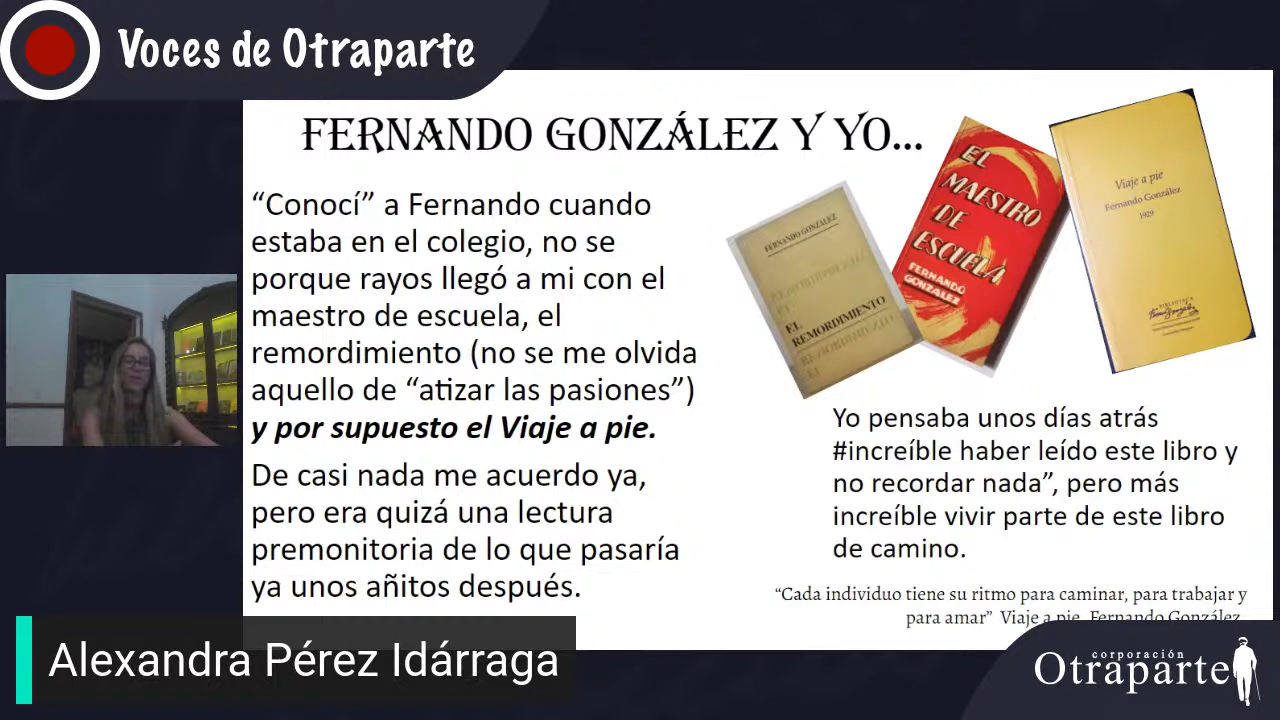 Voces de Otraparte
FERNANDO GONZÁLEZ Y YO...
“Conocí” a Fernando cuando
estaba en el colegio, no se
porque rayos llegó a mi con el
maestro de escuela, el
remordimiento (no se me olvida
aquello de “atizar las pasiones”)
y por supuesto el Viaje a pie.
De casi nada me acuerdo ya,
pero era quizá una lectura
premonitoria de lo que pasaría
ya unos añitos después.
FERNANDO GONZÁLEZ
EL
REMORDIMIENTO
EL
MAESTRO
DE
ESCUELA
FERNANDO
GONZALEZ
Viaje a pie
Fernando González
1929
BIBLIOTECA
Yo pensaba unos días atrás
#increíble haber leído este libro y
no recordar nada”, pero más
increíble vivir parte de este libro
de camino.
“Cada individuo tiene su ritmo para caminar, para trabajar y
para amar” Viaje a pie. Fernando González
Alexandra Pérez Idárraga
corporación
Otraparte